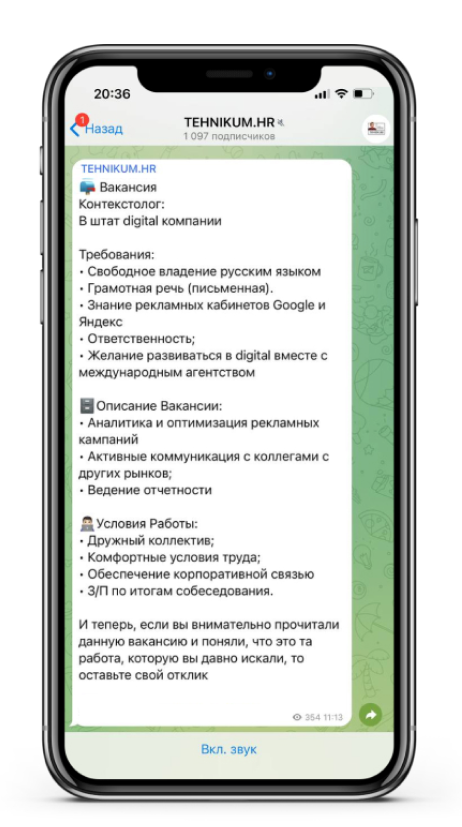 20:36
1
Назад
TEHNIKUM.HR
1 097 подписчиков
TEHNIKUM.HR
Вакансия
Контекстолог:
В штат digital компании
Требования:
• Свободное владение русским языком
• Грамотная речь (письменная).
• Знание рекламных кабинетов Google и
Яндекс
• Ответственность;
• Желание развиваться в digital вместе с
международным агентством
Описание Вакансии:
• Аналитика и оптимизация рекламных
кампаний
• Активные коммуникация с коллегами с
других рынков;
• Ведение отчетности
Условия Работы:
• Дружный коллектив;
• Комфортные условия труда;
• Обеспечение корпоративной связью
• З/П по итогам собеседования.
И теперь, если вы внимательно прочитали
данную вакансию и поняли, что это та
работа, которую вы давно искали, то
оставьте свой отклик
354 11:13
Вкл. звук